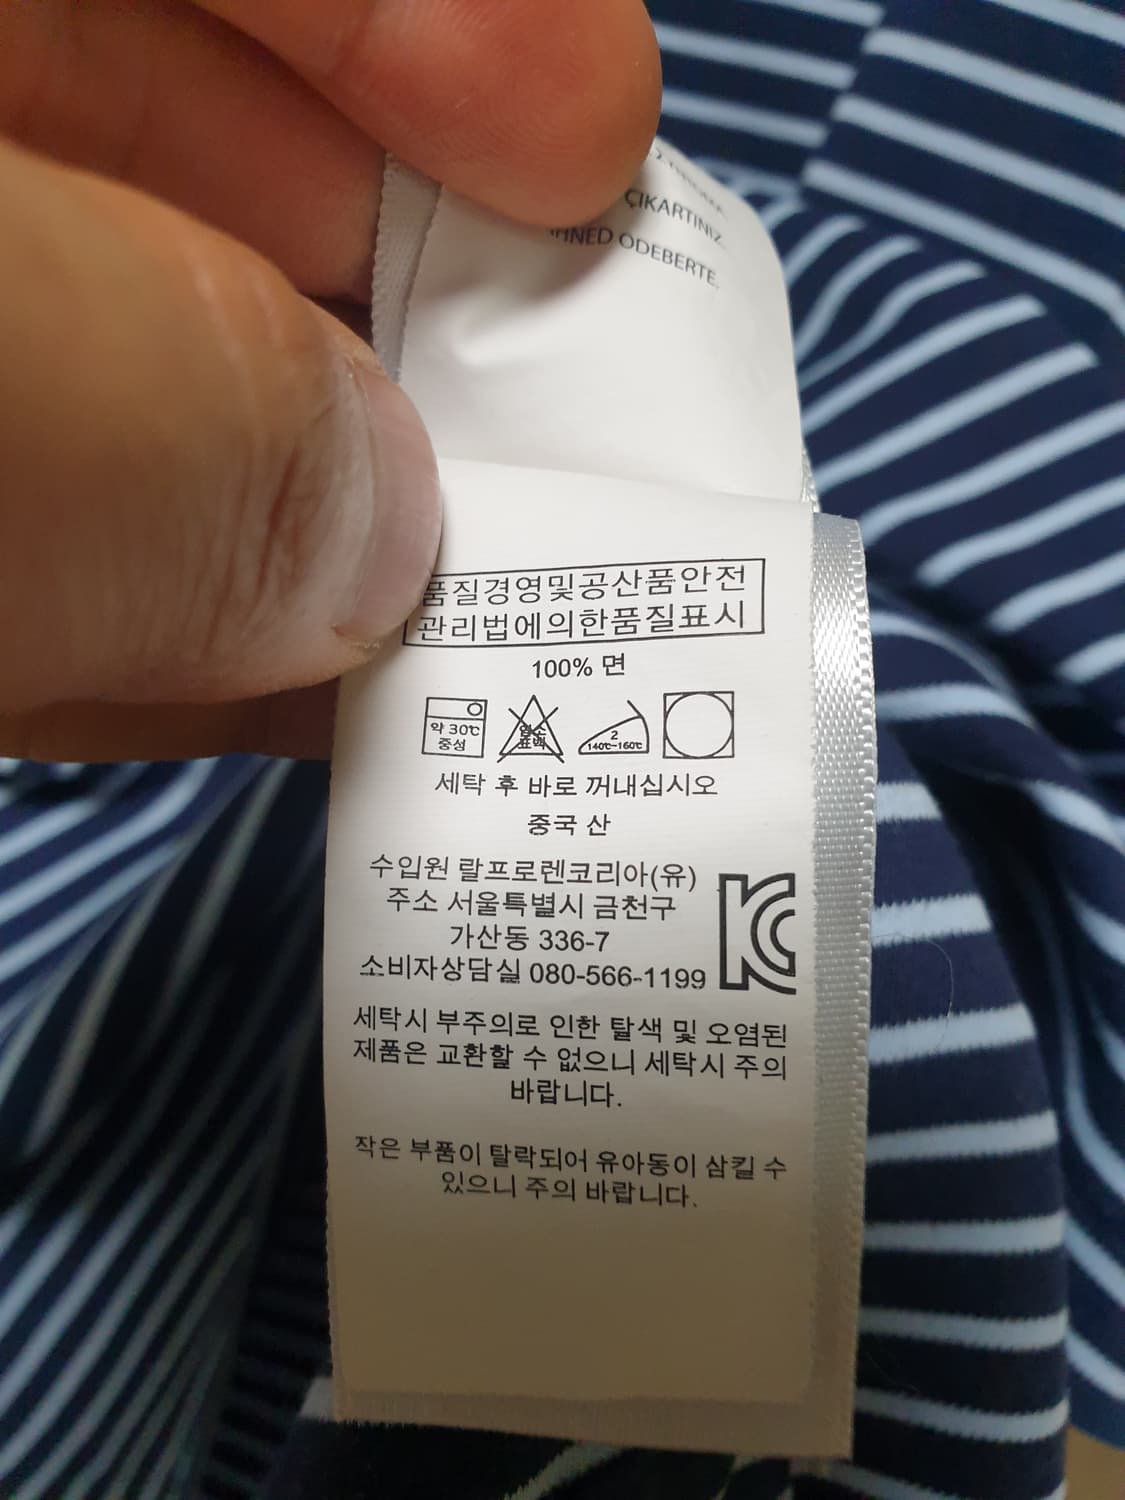 ÇIKARTINIZ.
ODEBERTE.
품질경영및공산품안전
관리법에의한품질표시
100% 면
약 30℃
중성
염소
표백
2
140℃~160℃
세탁 후 바로 꺼내십시오
중국 산
수입원 랄프로렌코리아(유)
주소 서울특별시 금천구
가산동 336-7
소비자상담실 080-566-1199
세탁시 부주의로 인한 탈색 및 오염된
제품은 교환할 수 없으니 세탁시 주의
바랍니다.
작은 부품이 탈락되어 유아동이 삼킬 수
있으니 주의 바랍니다.